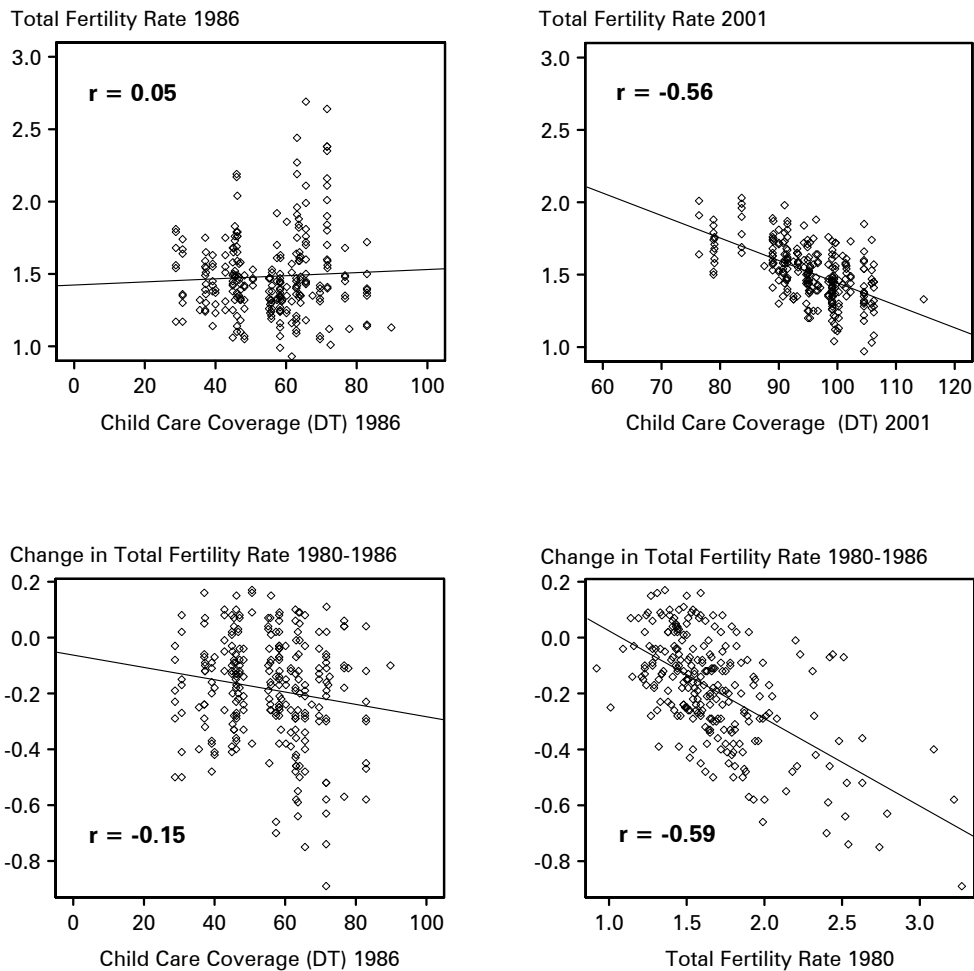 Total Fertility Rate 1986
3.0
2.5
2.0
1.5
1.0
r = 0.05
0 20 40 60 80 100
Child Care Coverage (DT) 1986
Total Fertility Rate 2001
3.0
2.5
2.0
1.5
1.0
r = -0.56
60 70 80 90 100 110 120
Child Care Coverage (DT) 2001
Change in Total Fertility Rate 1980-1986
0.2
0.0
-0.2
-0.4
-0.6
-0.8
r = -0.15
0 20 40 60 80 100
Child Care Coverage (DT) 1986
Change in Total Fertility Rate 1980-1986
0.2
0.0
-0.2
-0.4
-0.6
-0.8
r = -0.59
1.0 1.5 2.0 2.5 3.0
Total Fertility Rate 1980